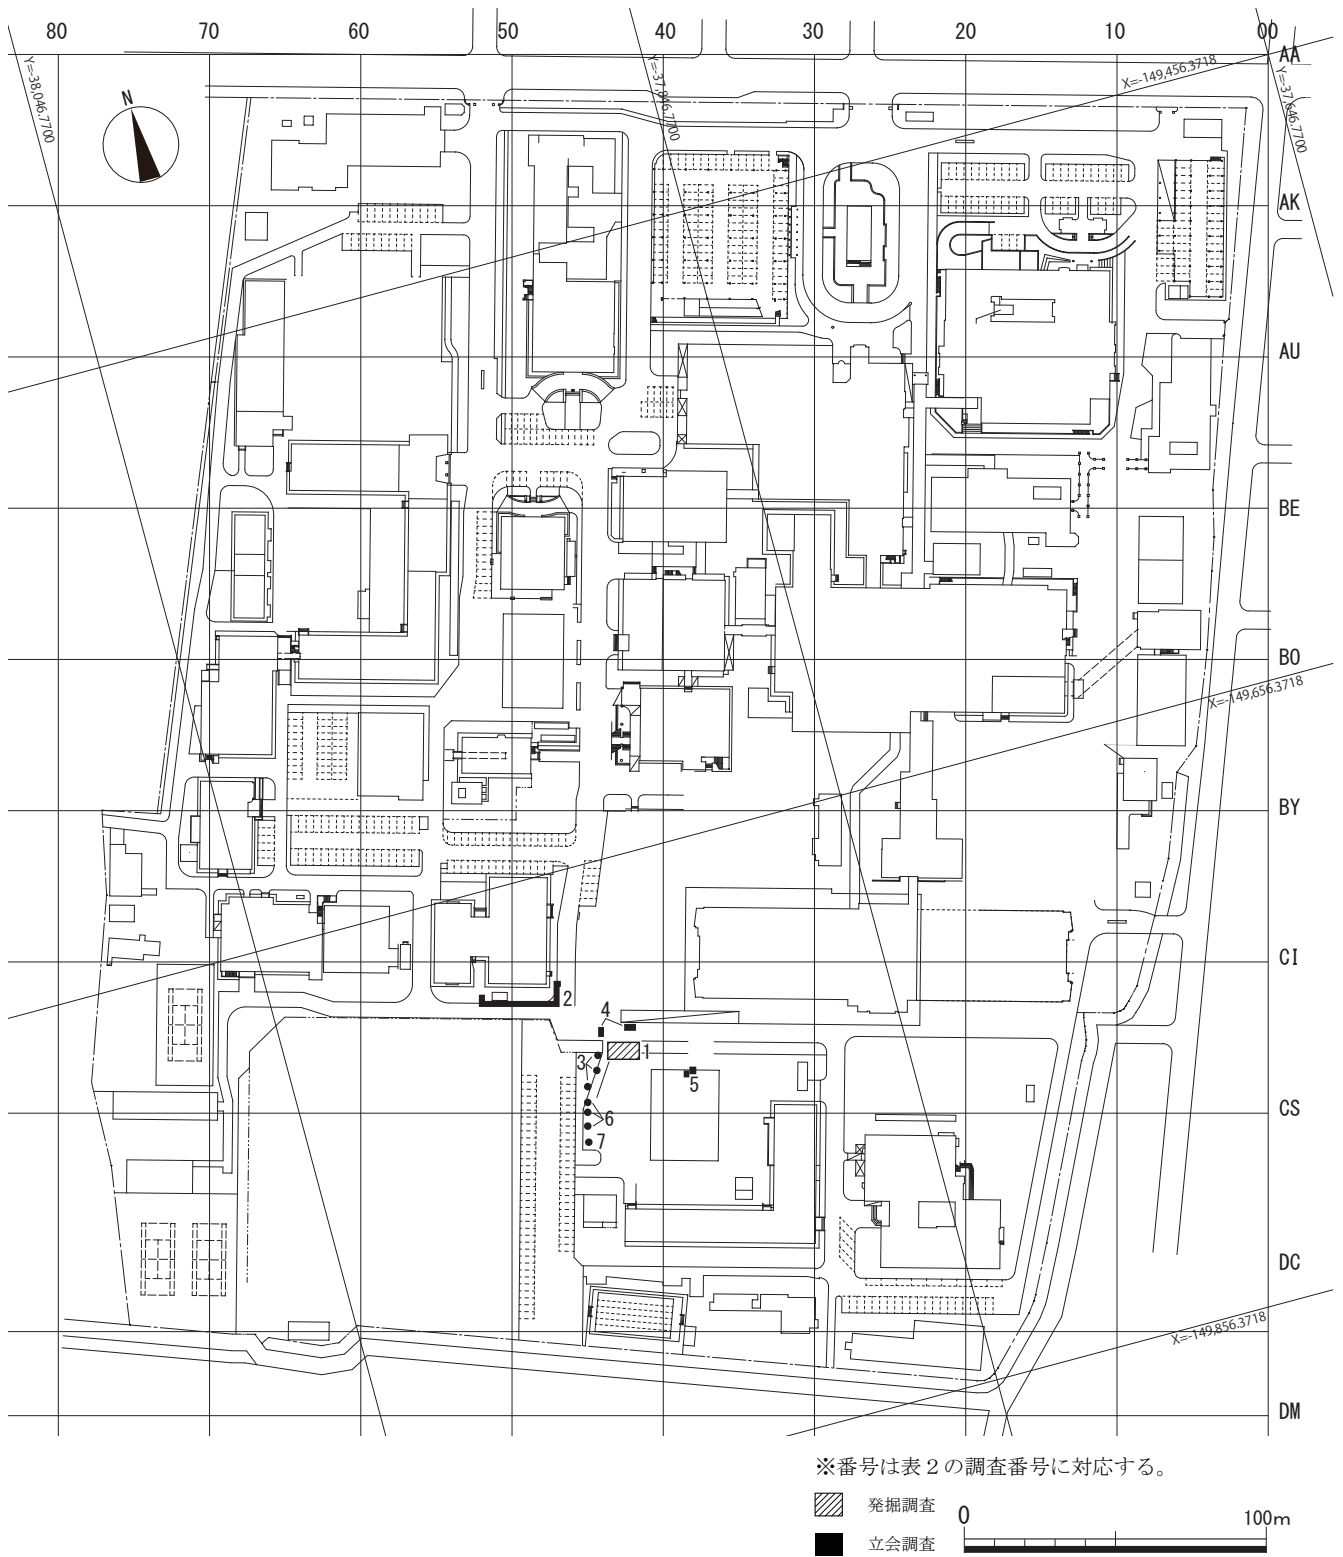 80 70 60 50 40 30 20 10 00
AA
Y=-38,046.7700
Y=-37,846.7700
X=-149,456.3718
Y=-37,646.7700
N
AK
AU
BE
BO
X=-149,656.3718
BY
CI
2
4
1
3
5
CS
6
7
DC
X=-149,856.3718
DM
※番号は表2の調査番号に対応する。
発掘調査
0 100m
立会調査